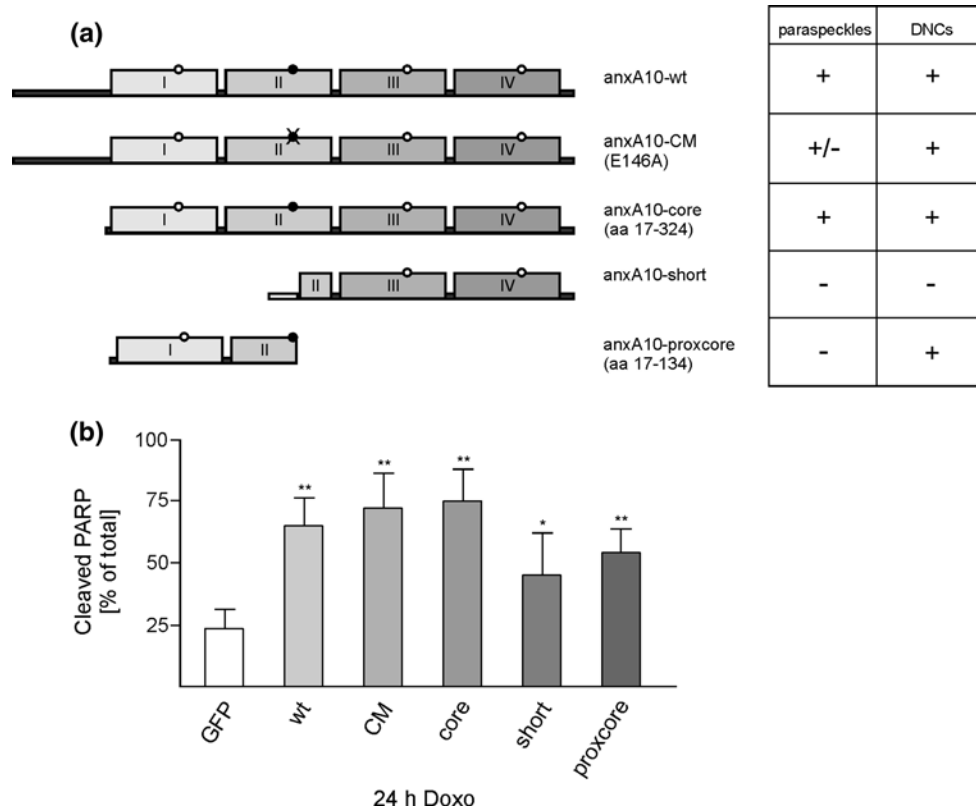 (a)
paraspeckles DNCs
I II III IV anxA10-wt + +
I II III IV anxA10-CM
(E146A) +/- +
I II III IV anxA10-core
(aa 17-324) + +
II III IV anxA10-short - -
I II anxA10-proxcore
(aa 17-134) - +
(b)
Cleaved PARP
[% of total]
100
75
50
25
** ** ** * **
GFP wt CM core short proxcore
24 h Doxo